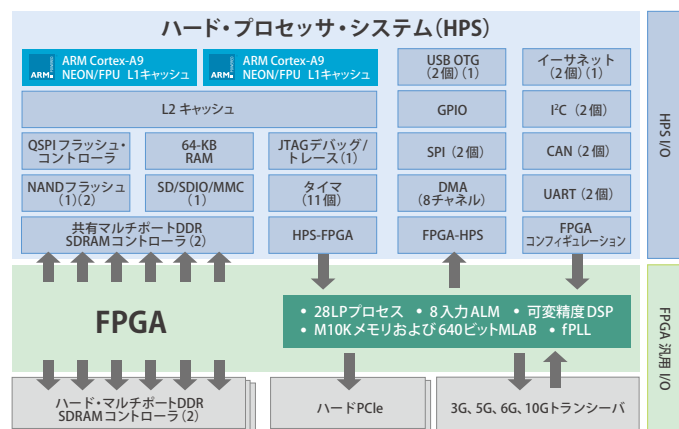 ハード・プロセッサ・システム(HPS)
ARM
ARM Cortex-A9
NEON/FPU L1キャッシュ
ARM
ARM Cortex-A9
NEON/FPU L1キャッシュ
USB OTG
(2個)(1)
イーサネット
(2個)(1)
L2 キャッシュ
GPIO
I²C (2個)
QSPIフラッシュ・
コントローラ
64-KB
RAM
JTAGデバッグ/
トレース(1)
SPI (2個)
CAN (2個)
NANDフラッシュ
(1)(2)
SD/SDIO/MMC
(1)
タイマ
(11個)
DMA
(8チャネル)
UART (2個)
共有マルチポートDDR
SDRAMコントローラ(2)
HPS-FPGA
FPGA-HPS
FPGA
コンフィギュレーション
HPS I/O
FPGA
• 28LPプロセス • 8入力ALM • 可変精度DSP
• M10Kメモリおよび640ビットMLAB • fPLL
FPGA 汎用 I/O
ハード・マルチポートDDR
SDRAMコントローラ(2)
ハードPCIe
3G、5G、6G、10Gトランシーバ